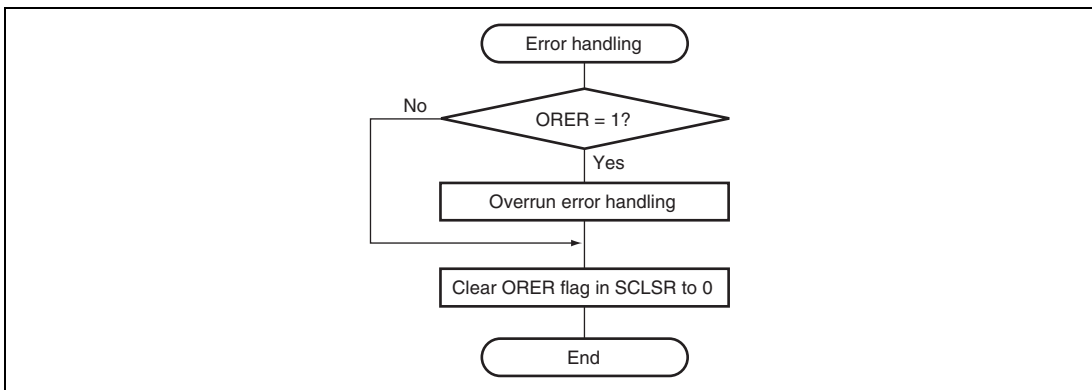 Error handling
No
ORER = 1?
Yes
Overrun error handling
Clear ORER flag in SCLSR to 0
End